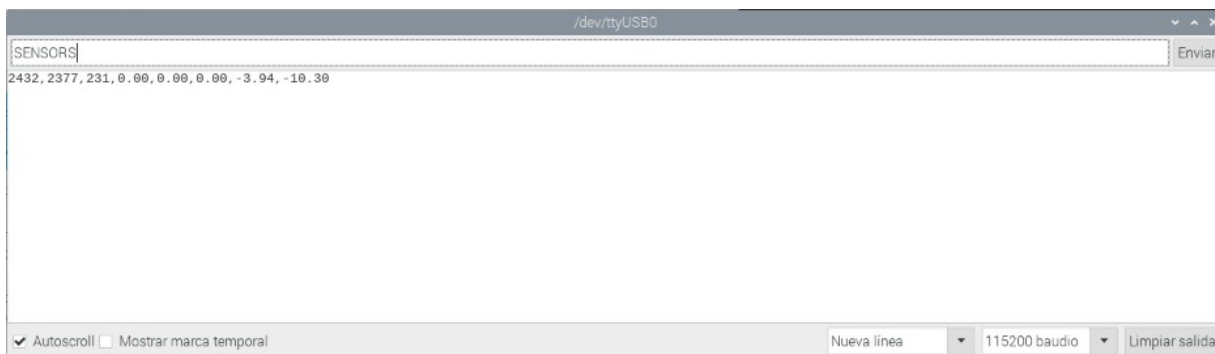 /dev/ttyUSB0
SENSORS
Enviar
2432,2377,231,0.00,0.00,0.00,-3.94,-10.30
Autoscroll Mostrar marca temporal Nueva línea 115200 baudio Limpiar salida